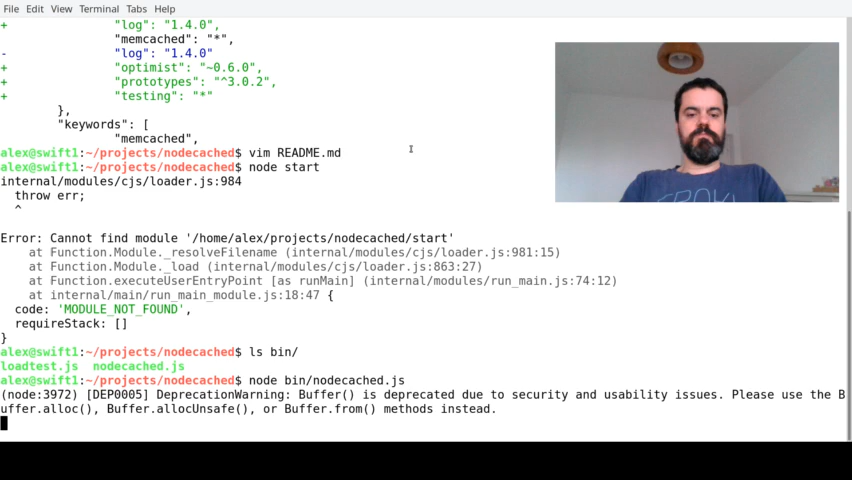 File Edit View Terminal Tabs Help
+ "log": "1.4.0",
"memcached": "*",
- "log": "1.4.0"
+ "optimist": "~0.6.0",
+ "prototypes": "^3.0.2",
+ "testing": "*"
},
"keywords": [
"memcached",
alex@swift1:~/projects/nodecached$ vim README.md
alex@swift1:~/projects/nodecached$ node start
internal/modules/cjs/loader.js:984
throw err;
^
Error: Cannot find module '/home/alex/projects/nodecached/start'
at Function.Module._resolveFilename (internal/modules/cjs/loader.js:981:15)
at Function.Module._load (internal/modules/cjs/loader.js:863:27)
at Function.executeUserEntryPoint [as runMain] (internal/modules/run_main.js:74:12)
at internal/main/run_main_module.js:18:47 {
code: 'MODULE_NOT_FOUND',
requireStack: []
}
alex@swift1:~/projects/nodecached$ ls bin/
loadtest.js nodecached.js
alex@swift1:~/projects/nodecached$ node bin/nodecached.js
(node:3972) [DEP0005] DeprecationWarning: Buffer() is deprecated due to security and usability issues. Please use the B
uffer.alloc(), Buffer.allocUnsafe(), or Buffer.from() methods instead.